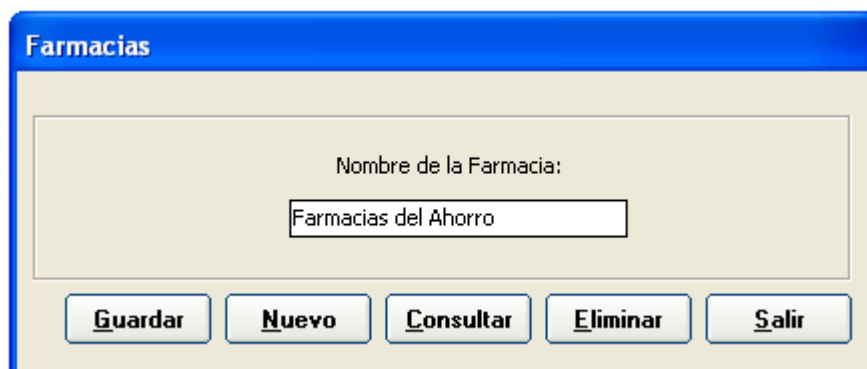 Farmacias
Nombre de la Farmacia:
Farmacias del Ahorro
Guardar Nuevo Consultar Eliminar Salir